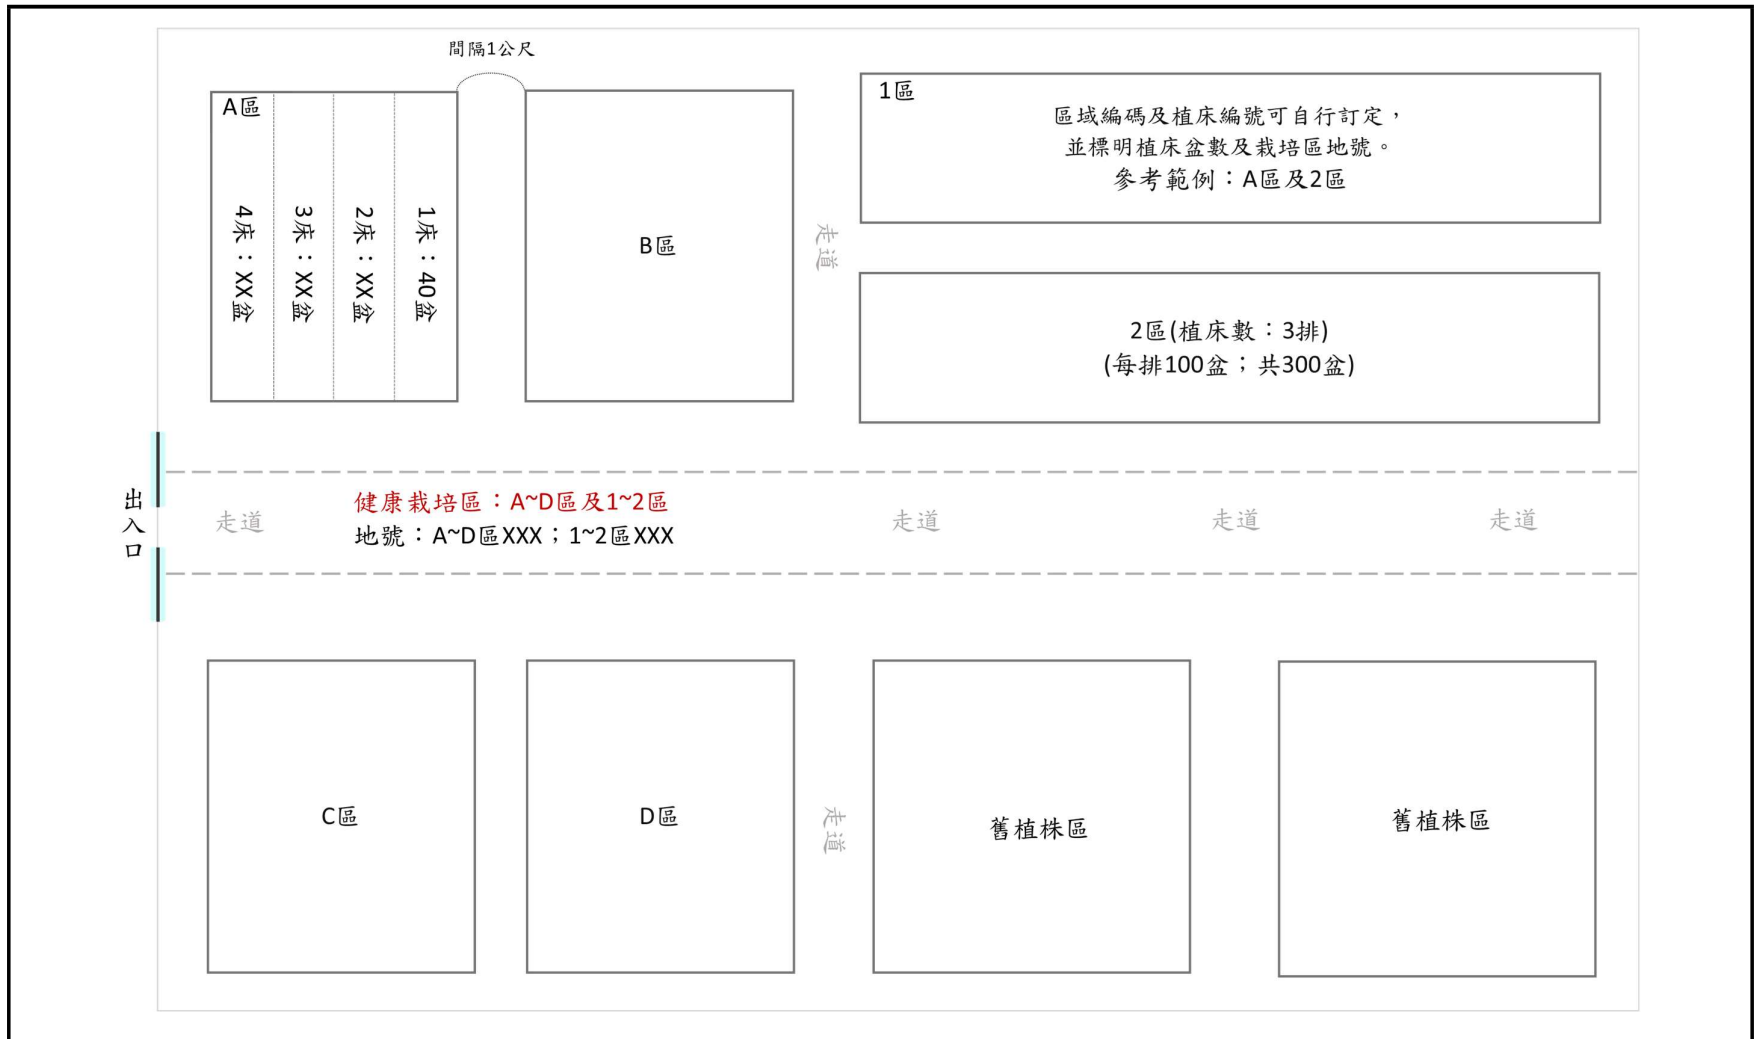 間隔1公尺
A區
4床：XX盆
3床：XX盆
2床：XX盆
1床：40盆
B區
走道
1區
區域編碼及植床編號可自行訂定，
並標明植床盆數及栽培區地號。
參考範例：A區及2區
2區(植床數：3排)
(每排100盆；共300盆)
出入口
走道
健康栽培區：A~D區及1~2區
地號：A~D區XXX；1~2區XXX
走道
走道
走道
C區
D區
走道
舊植株區
舊植株區